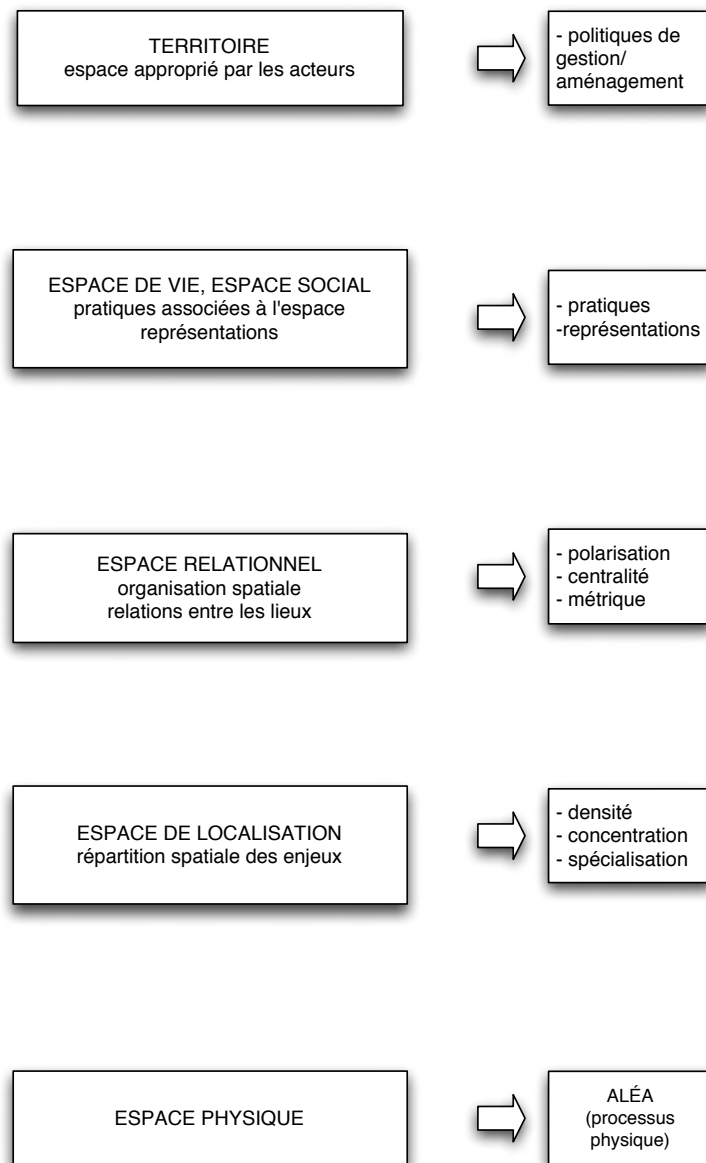 TERRITOIRE
espace approprié par les acteurs
- politiques de
gestion/
aménagement
ESPACE DE VIE, ESPACE SOCIAL
pratiques associées à l'espace
représentations
- pratiques
-représentations
ESPACE RELATIONNEL
organisation spatiale
relations entre les lieux
- polarisation
- centralité
- métrique
ESPACE DE LOCALISATION
répartition spatiale des enjeux
- densité
- concentration
- spécialisation
ESPACE PHYSIQUE
ALÉA
(processus
physique)